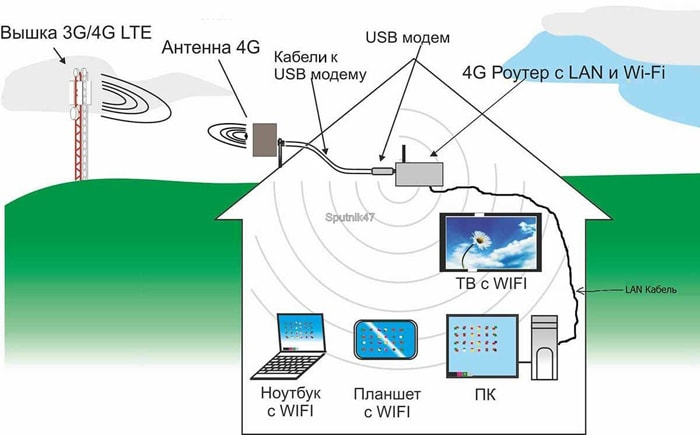 Вышка 3G/4G LTE
Антенна 4G
Кабели к
USB модему
USB модем
4G Роутер с LAN и Wi-Fi
Sputnik47
ТВ с WIFI
LAN Кабель
Ноутбук
с WIFI
Планшет
с WIFI
ПК